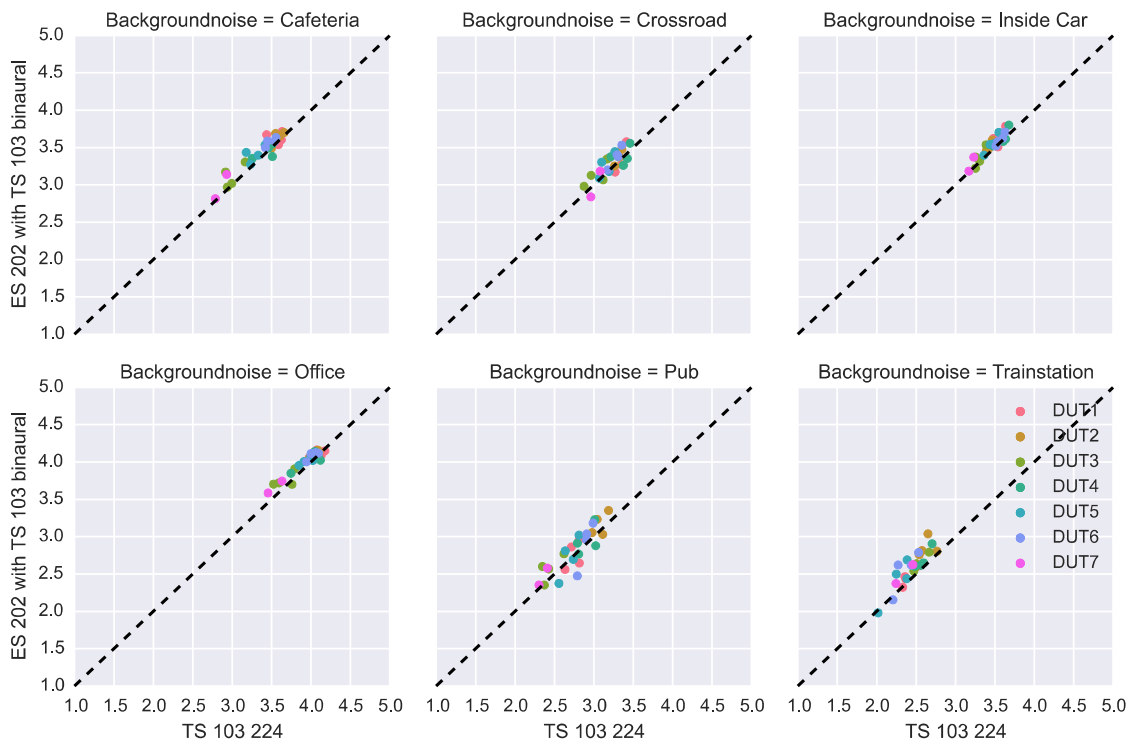 Backgroundnoise = Cafeteria
Backgroundnoise = Crossroad
Backgroundnoise = Inside Car
5.0
4.5
4.0
3.5
3.0
2.5
2.0
1.5
1.0
ES 202 with TS 103 binaural
Backgroundnoise = Office
Backgroundnoise = Pub
Backgroundnoise = Trainstation
5.0
4.5
4.0
3.5
3.0
2.5
2.0
1.5
1.0
ES 202 with TS 103 binaural
DUT1
DUT2
DUT3
DUT4
DUT5
DUT6
DUT7
1.0 1.5 2.0 2.5 3.0 3.5 4.0 4.5 5.0
1.0 1.5 2.0 2.5 3.0 3.5 4.0 4.5 5.0
1.0 1.5 2.0 2.5 3.0 3.5 4.0 4.5 5.0
TS 103 224
TS 103 224
TS 103 224